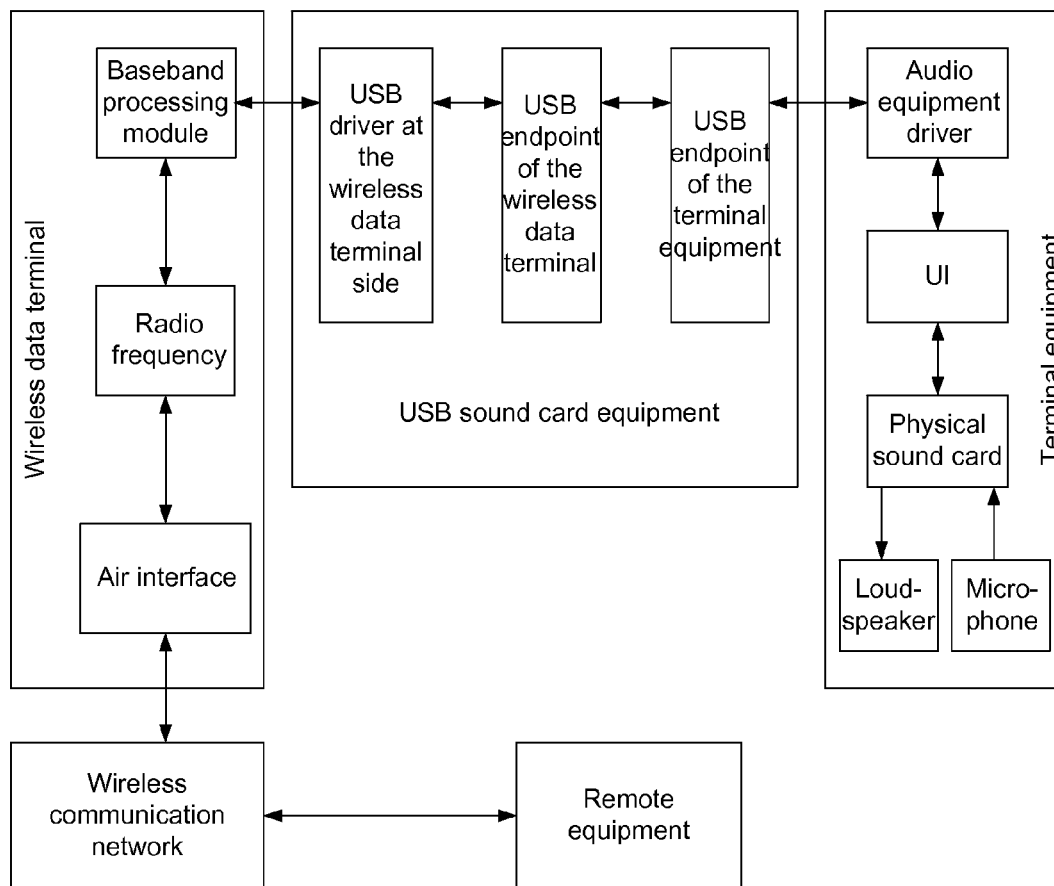 Baseband
processing
module
Radio
frequency
Air interface
Wireless data terminal
USB
driver at
the
wireless
data
terminal
side
USB
endpoint
of the
wireless
data
terminal
USB
endpoint
of the
terminal
equipment
USB sound card equipment
Audio
equipment
driver
UI
Physical
sound card
Loud-
speaker
Micro-
phone
Terminal equipment
Wireless
communication
network
Remote
equipment